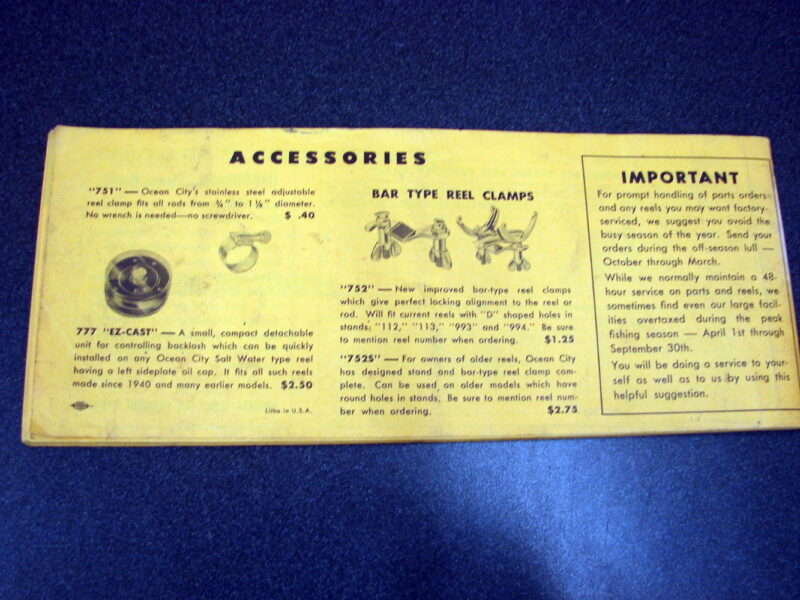 ACCESSORIES
"751" — Ocean City's stainless steel adjustable
reel clamp fits all rods from ¾" to 1⅛" diameter.
No wrench is needed—no screwdriver. $ .40
777 "EZ-CAST" — A small, compact detachable
unit for controlling backlash which can be quickly
installed on any Ocean City Salt Water type reel
having a left sideplate oil cap. It fits all such reels
made since 1940 and many earlier models. $2.50
Litho in U.S.A.
BAR TYPE REEL CLAMPS
"752" — New improved bar-type reel clamps
which give perfect locking alignment to the reel or
rod. Will fit current reels with "D" shaped holes in
stands; "112," "113," "993" and "994." Be sure
to mention reel number when ordering. $1.25
"752S" — For owners of older reels, Ocean City
has designed stand and bar-type reel clamp com-
plete. Can be used on older models which have
round holes in stands. Be sure to mention reel num-
ber when ordering. $2.75
IMPORTANT
For prompt handling of parts orders
and any reels you may want factory-
serviced, we suggest you avoid the
busy season of the year. Send your
orders during the off-season lull —
October through March.
While we normally maintain a 48-
hour service on parts and reels, we
sometimes find even our large facil-
ities overtaxed during the peak
fishing season — April 1st through
September 30th.
You will be doing a service to your-
self as well as to us by using this
helpful suggestion.